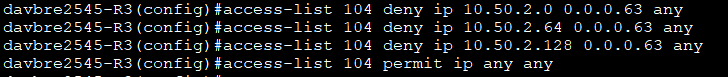 davbre2545-R3(config)#access-list 104 deny ip 10.50.2.0 0.0.0.63 any
davbre2545-R3(config)#access-list 104 deny ip 10.50.2.64 0.0.0.63 any
davbre2545-R3(config)#access-list 104 deny ip 10.50.2.128 0.0.0.63 any
davbre2545-R3(config)#access-list 104 permit ip any any